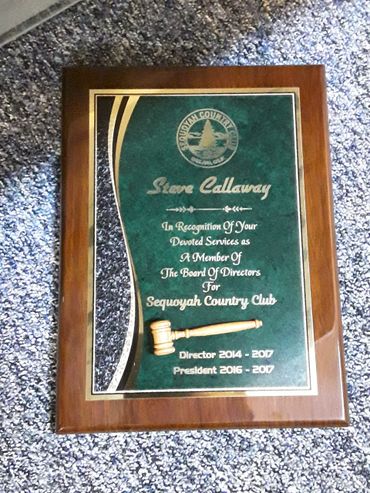 SEQUOYAH COUNTRY CLUB
Steve Callaway
In Recognition Of Your
Devoted Services as
A Member Of
The Board Of Directors
For
Sequoyah Country Club
Director 2014 - 2017
President 2016 - 2017